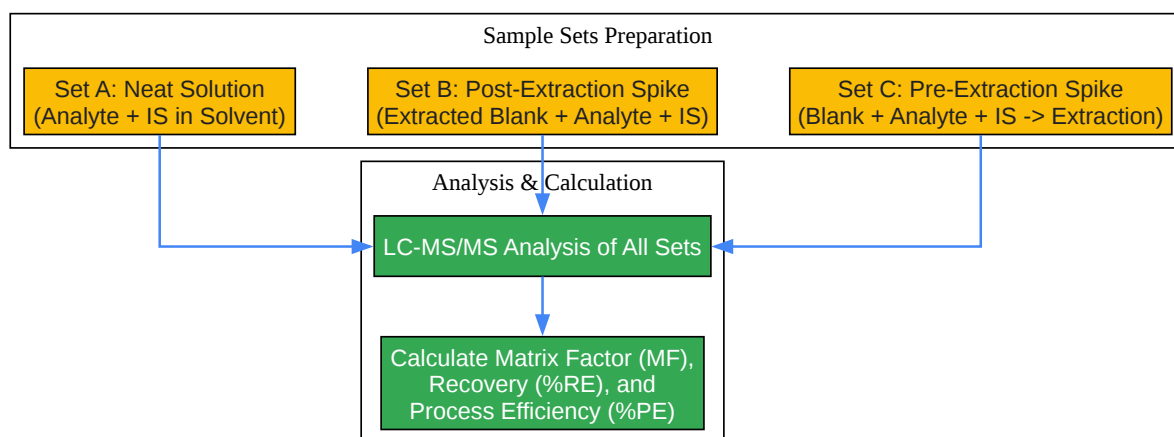 Sample Sets Preparation
Set A: Neat Solution
(Analyte + IS in Solvent)
Set B: Post-Extraction Spike
(Extracted Blank + Analyte + IS)
Set C: Pre-Extraction Spike
(Blank + Analyte + IS -> Extraction)
Analysis & Calculation
LC-MS/MS Analysis of All Sets
Calculate Matrix Factor (MF),
Recovery (%RE), and
Process Efficiency (%PE)